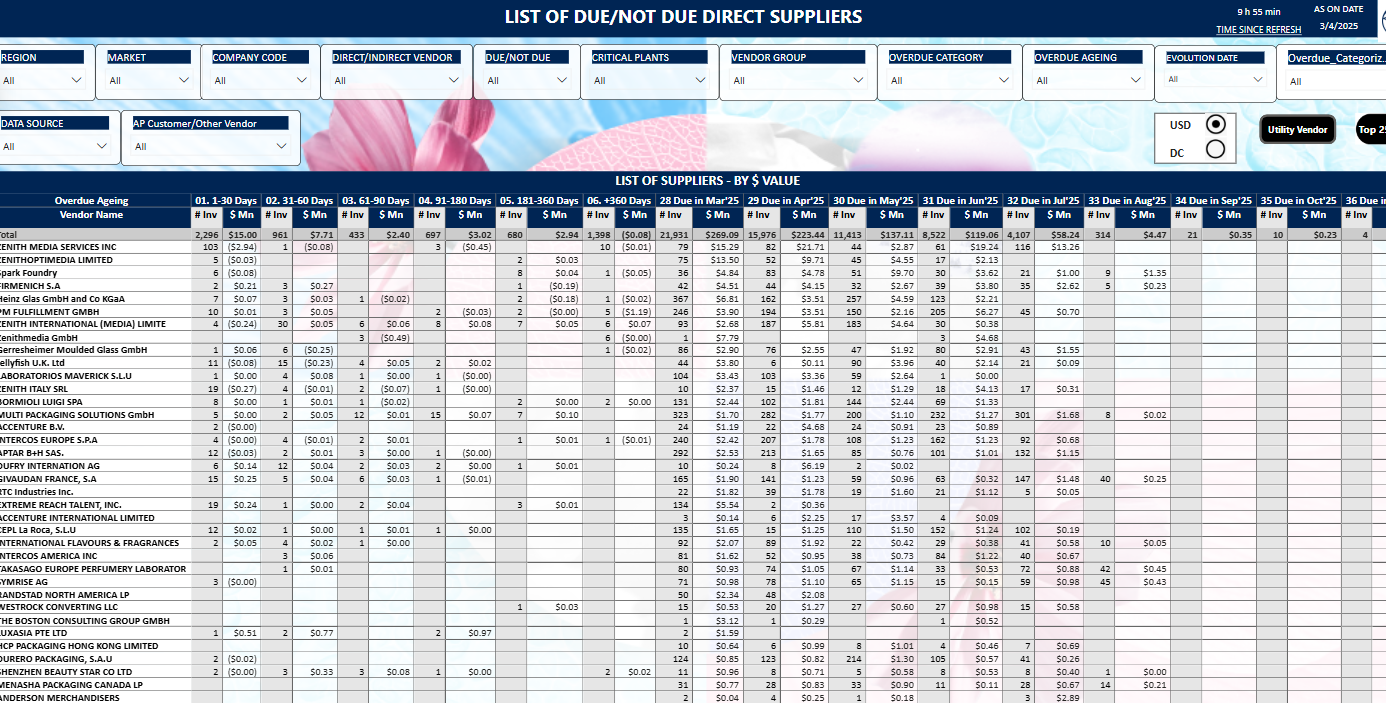 LIST OF DUE/NOT DUE DIRECT SUPPLIERS
9 h 55 min
AS ON DATE
TIME SINCE REFRESH
3/4/2025
REGION MARKET COMPANY CODE DIRECT/INDIRECT VENDOR DUE/NOT DUE CRITICAL PLANTS VENDOR GROUP OVERDUE CATEGORY OVERDUE AGEING EVOLUTION DATE Overdue_Categoriz..
All All All All All All All All All All All
DATA SOURCE AP Customer/Other Vendor
All All
USD
DC
Utility Vendor
Top 2
LIST OF SUPPLIERS - BY $ VALUE
Overdue Ageing 01. 1-30 Days 02. 31-60 Days 03. 61-90 Days 04. 91-180 Days 05. 181-360 Days 06. +360 Days 28 Due in Mar'25 29 Due in Apr'25 30 Due in May'25 31 Due in Jun'25 32 Due in Jul'25 33 Due in Aug'25 34 Due in Sep'25 35 Due in Oct'25 36 Due in
Vendor Name # Inv $ Mn # Inv $ Mn # Inv $ Mn # Inv $ Mn # Inv $ Mn # Inv $ Mn # Inv $ Mn # Inv $ Mn # Inv $ Mn # Inv $ Mn # Inv $ Mn # Inv $ Mn # Inv $ Mn # Inv $ Mn # Inv
Total 2,296 $15.00 961 $7.71 433 $2.40 697 $3.02 680 $2.94 1,398 ($0.08) 21,931 $269.09 15,976 $223.44 11,413 $137.11 8,522 $119.06 4,107 $58.24 314 $4.47 21 $0.35 10 $0.23 4
ZENITH MEDIA SERVICES INC 103 ($2.94) 1 ($0.08) 3 ($0.45) 10 ($0.01) 79 $15.29 82 $21.71 44 $2.87 61 $19.24 116 $13.26
ZENITHOPTIMEDIA LIMITED 5 ($0.03) 2 $0.03 75 $13.50 52 $9.71 45 $4.55 17 $2.13
Spark Foundry 6 ($0.08) 8 $0.04 1 ($0.05) 36 $4.84 83 $4.78 51 $9.70 30 $3.62 21 $1.00 9 $1.35
FIRMENICH S.A 2 $0.21 3 $0.27 1 ($0.19) 42 $4.51 44 $4.15 32 $2.67 39 $3.80 35 $2.62 5 $0.23
Heinz Glas GmbH and Co KGaA 7 $0.07 3 $0.03 1 ($0.02) 2 ($0.18) 1 ($0.02) 367 $6.81 162 $3.51 257 $4.59 123 $2.21
PM FULFILLMENT GMBH 10 $0.01 3 $0.05 2 ($0.03) 2 ($0.00) 5 ($1.19) 246 $3.90 194 $3.51 150 $2.16 205 $6.27 45 $0.70
ZENITH INTERNATIONAL (MEDIA) LIMITE 4 ($0.24) 30 $0.05 6 $0.06 8 $0.08 7 $0.05 6 $0.07 93 $2.68 187 $5.81 183 $4.64 30 $0.38
Zenithmedia GmbH 3 ($0.49) 6 ($0.00) 1 $7.79 3 $4.68
Gerresheimer Moulded Glass GmbH 1 $0.06 6 ($0.25) 1 ($0.02) 86 $2.90 76 $2.55 47 $1.92 80 $2.91 43 $1.55
ellyfish U.K. Ltd 11 ($0.08) 15 ($0.23) 4 $0.05 2 $0.02 44 $3.80 6 $0.11 90 $3.96 40 $2.14 21 $0.09
LABORATORIOS MAVERICK S.L.U 1 $0.00 4 $0.08 1 $0.00 1 ($0.00) 104 $3.43 103 $3.36 59 $2.64 1 $0.00
ZENITH ITALY SRL 19 ($0.27) 4 ($0.01) 2 ($0.07) 1 ($0.00) 10 $2.37 15 $1.46 12 $1.29 18 $4.13 17 $0.31
BORMIOLI LUIGI SPA 8 $0.00 1 $0.01 1 ($0.02) 2 $0.00 2 $0.00 131 $2.44 102 $1.81 144 $2.44 69 $1.33
MULTI PACKAGING SOLUTIONS GmbH 5 $0.00 2 $0.05 12 $0.01 15 $0.07 7 $0.10 323 $1.70 282 $1.77 200 $1.10 232 $1.27 301 $1.68 8 $0.02
ACCENTURE B.V. 2 ($0.00) 24 $1.19 22 $4.68 24 $0.91 23 $0.89
INTERCOS EUROPE S.P.A 4 ($0.00) 4 ($0.01) 2 $0.01 1 $0.01 1 ($0.01) 240 $2.42 207 $1.78 108 $1.23 162 $1.23 92 $0.68
APTAR B+H SAS. 12 ($0.03) 2 $0.01 3 $0.00 1 ($0.00) 292 $2.53 213 $1.65 85 $0.76 101 $1.01 132 $1.15
DUFRY INTERNATION AG 6 $0.14 12 $0.04 2 $0.03 2 $0.00 1 $0.01 10 $0.24 8 $6.19 2 $0.02
GIVAUDAN FRANCE, S.A 15 $0.25 5 $0.04 6 $0.03 1 ($0.01) 165 $1.90 141 $1.23 59 $0.96 63 $0.32 147 $1.48 40 $0.25
RTC Industries Inc. 22 $1.82 39 $1.78 19 $1.60 21 $1.12 5 $0.05
EXTREME REACH TALENT, INC. 19 $0.24 1 $0.00 2 $0.04 3 $0.01 134 $5.54 2 $0.36
ACCENTURE INTERNATIONAL LIMITED 3 $0.14 6 $2.25 17 $3.57 4 $0.09
CEPL La Roca, S.L.U 12 $0.02 1 $0.00 1 $0.01 1 $0.00 135 $1.65 15 $1.25 110 $1.50 152 $1.24 102 $0.19
INTERNATIONAL FLAVOURS & FRAGRANCES 2 $0.05 4 $0.02 1 $0.00 92 $2.07 89 $1.92 22 $0.42 29 $0.38 41 $0.58 10 $0.05
INTERCOS AMERICA INC 3 $0.06 81 $1.62 52 $0.95 38 $0.73 84 $1.22 40 $0.67
TAKASAGO EUROPE PERFUMERY LABORATOR 1 $0.01 80 $0.93 74 $1.05 67 $1.14 33 $0.53 72 $0.88 42 $0.45
SYMRISE AG 3 ($0.00) 71 $0.98 78 $1.10 65 $1.15 15 $0.15 59 $0.98 45 $0.43
RANDSTAD NORTH AMERICA LP 50 $2.34 48 $2.08
WESTROCK CONVERTING LLC 1 $0.03 15 $0.53 20 $1.27 27 $0.60 27 $0.98 15 $0.58
THE BOSTON CONSULTING GROUP GMBH 1 $3.12 1 $0.29 1 $0.52
LUXASIA PTE LTD 1 $0.51 2 $0.77 2 $0.97 2 $1.59
HCP PACKAGING HONG KONG LIMITED 10 $0.64 6 $0.99 8 $1.01 4 $0.46 7 $0.69
OURERO PACKAGING, S.A.U 2 ($0.02) 124 $0.85 123 $0.82 214 $1.30 105 $0.57 41 $0.26
SHENZHEN BEAUTY STAR CO LTD 2 ($0.00) 3 $0.33 3 $0.08 1 $0.00 2 $0.02 11 $0.96 8 $0.71 5 $0.58 8 $0.53 8 $0.40 1 $0.00
MENASHA PACKAGING CANADA LP 31 $0.77 28 $0.83 33 $0.90 11 $0.11 28 $0.67 14 $0.21
ANDERSON MERCHANDISERS 2 $0.04 4 $0.25 1 $0.18 3 $2.89